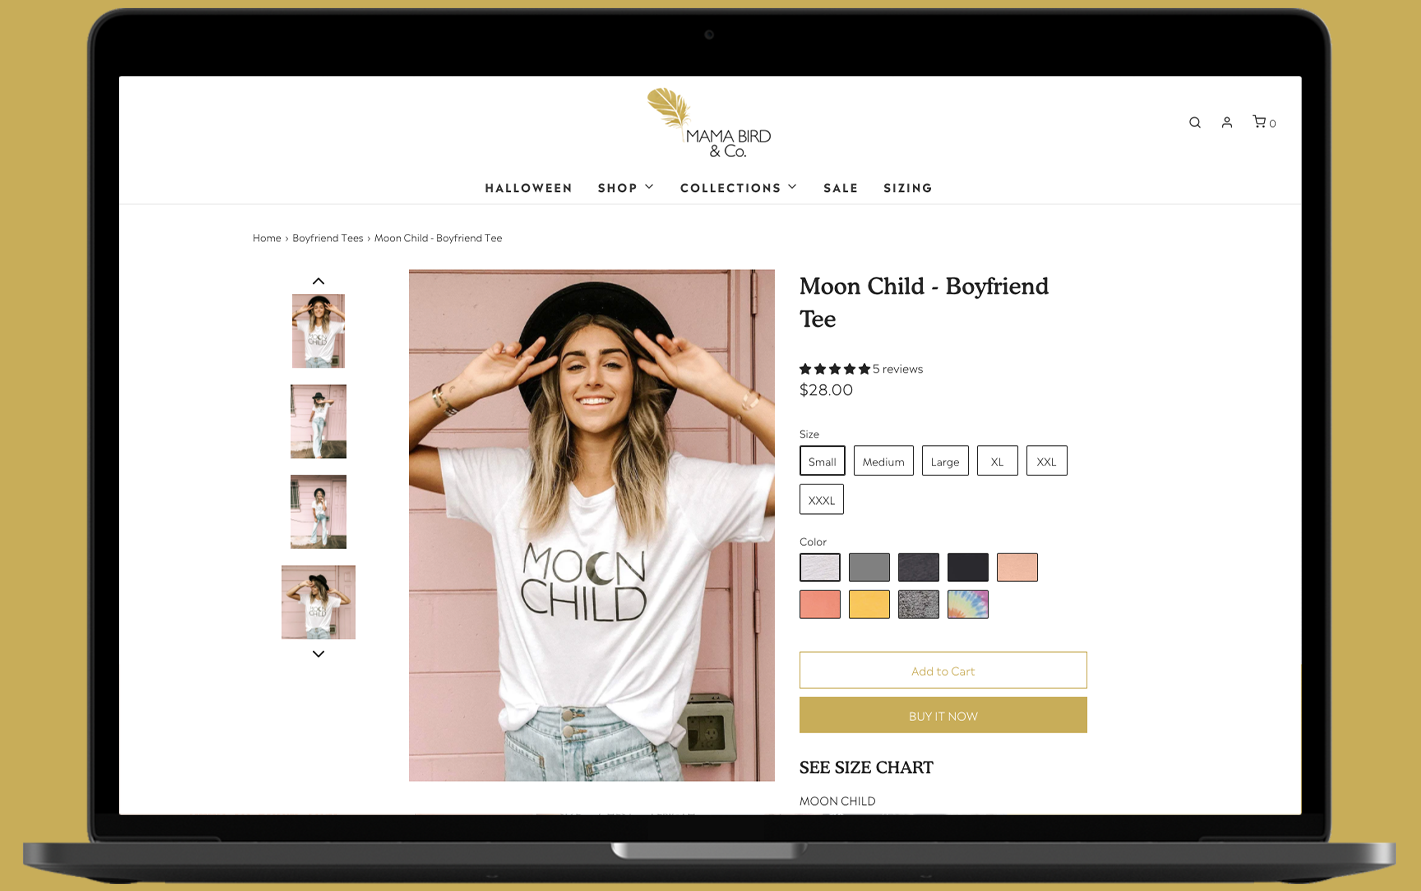 MAMA BIRD
& Co.
0
HALLOWEEN SHOP COLLECTIONS SALE SIZING
Home › Boyfriend Tees › Moon Child - Boyfriend Tee
MOON
CHILD
Moon Child - Boyfriend
Tee
5 reviews
$28.00
Size
Small Medium Large XL XXL
XXXL
Color
Add to Cart
BUY IT NOW
SEE SIZE CHART
MOON CHILD